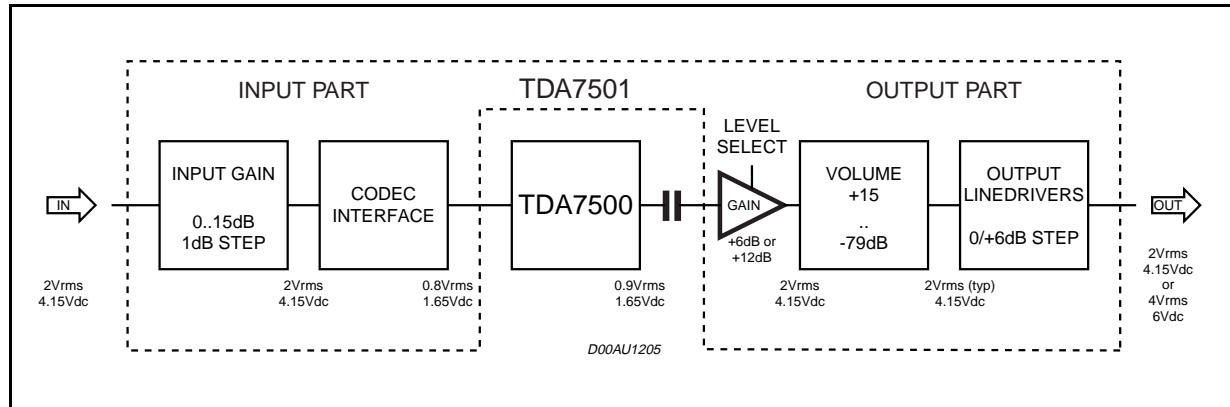 INPUT PART
TDA7501
OUTPUT PART
LEVEL
SELECT
IN
INPUT GAIN
0..15dB
1dB STEP
CODEC
INTERFACE
TDA7500
GAIN
+6dB or
+12dB
VOLUME
+15
..
-79dB
OUTPUT
LINEDRIVERS
0/+6dB STEP
OUT
2Vrms
4.15Vdc
2Vrms
4.15Vdc
0.8Vrms
1.65Vdc
0.9Vrms
1.65Vdc
2Vrms
4.15Vdc
2Vrms (typ)
4.15Vdc
2Vrms
4.15Vdc
or
4Vrms
6Vdc
D00AU1205